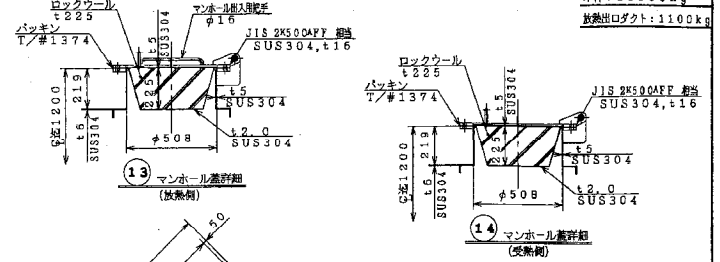 ロックウール
t225
マンホール出入用把手
φ16
パッキン
T/#1374
t5
SUS304
JIS 2K500AFF 相当
SUS304, t16
225
219
G芯1200
t6
SUS304
t5
SUS304
t2.0
SUS304
φ508
13 マンホール蓋詳細
(放熱側)
50
放熱出口ダクト:1100kg
ロックウール
t225
パッキン
T/#1374
t5
SUS304
JIS 2K500AFF 相当
SUS304, t16
225
219
G芯1200
t6
SUS304
t5
SUS304
t2.0
SUS304
φ508
14 マンホール蓋詳細
(受熱側)